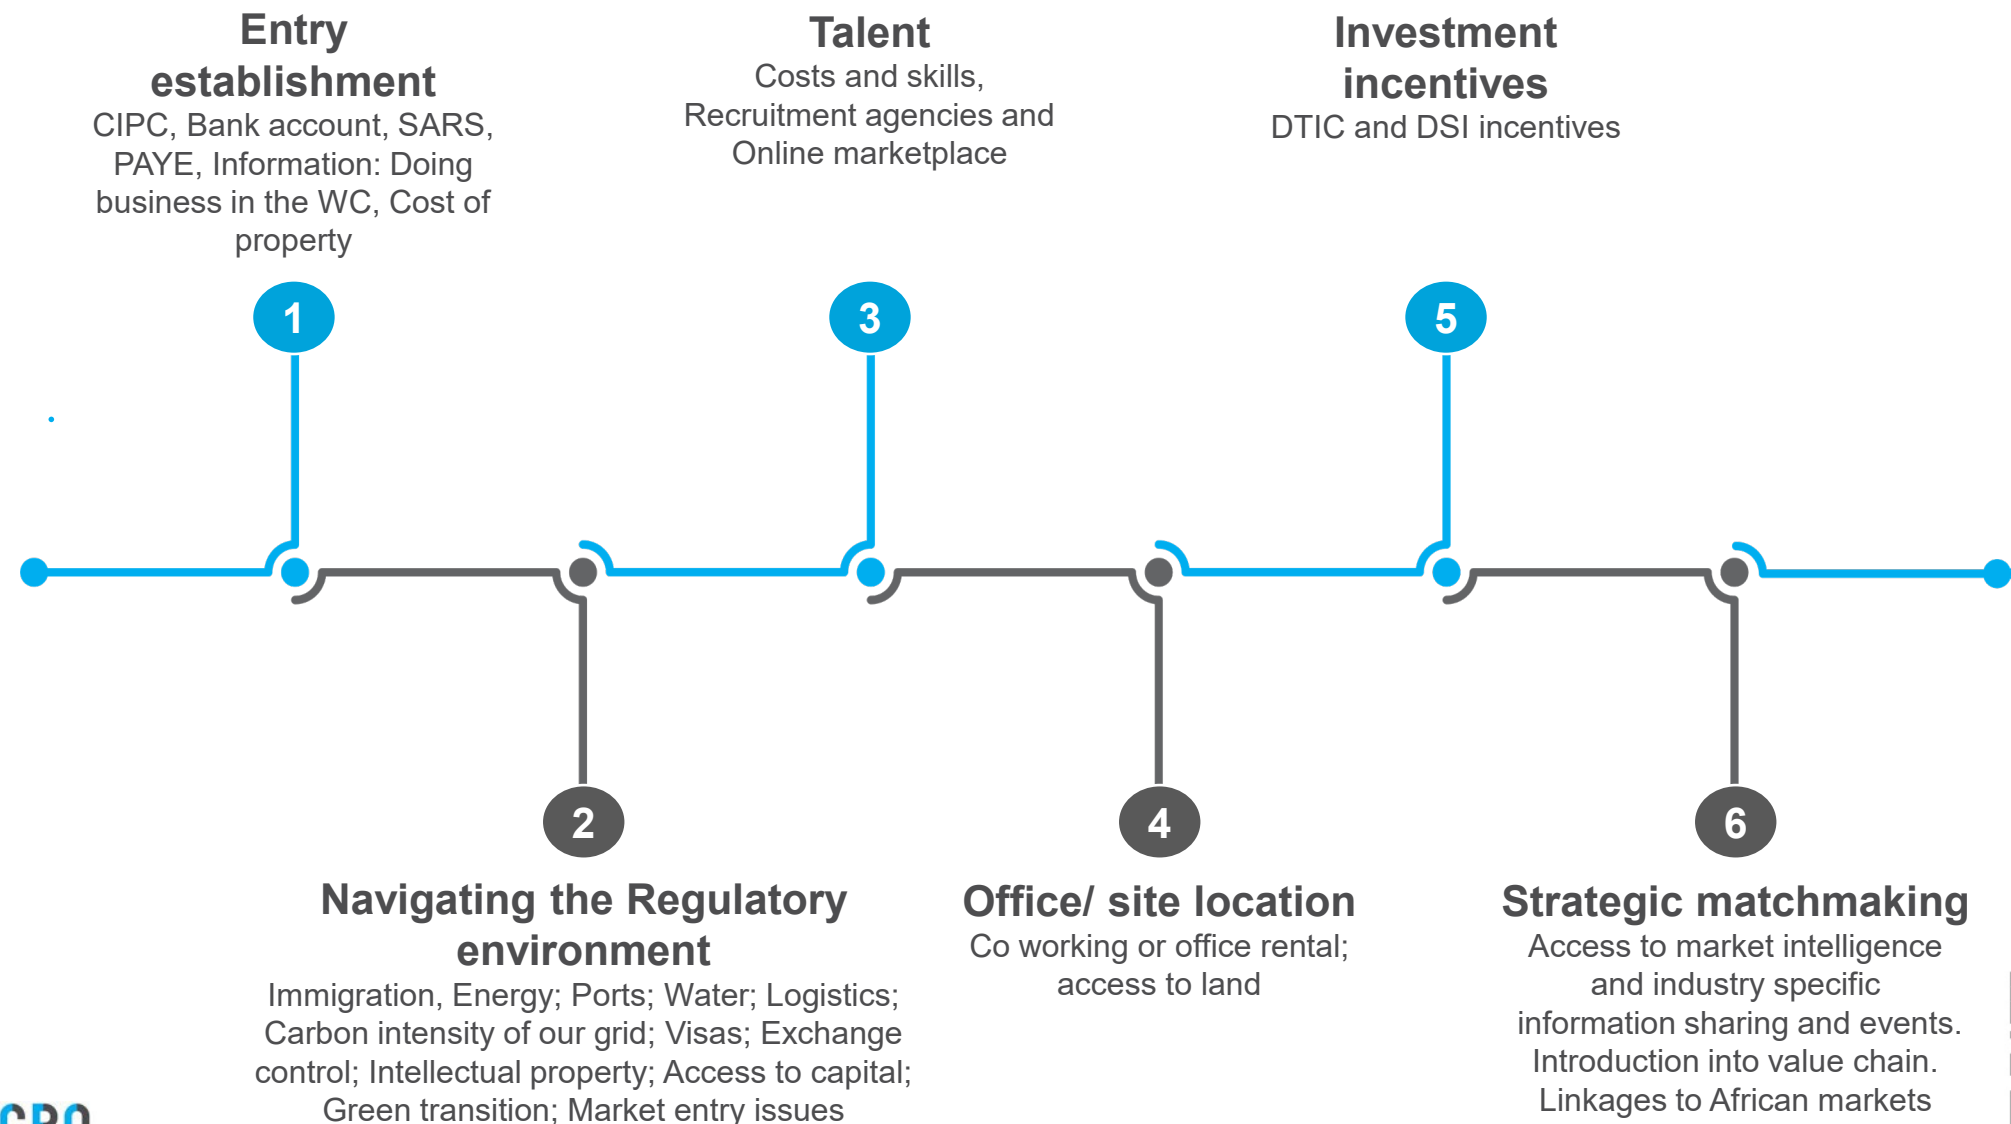 Entry
establishment
CIPC, Bank account, SARS,
PAYE, Information: Doing
business in the WC, Cost of
property
Talent
Costs and skills,
Recruitment agencies and
Online marketplace
Investment
incentives
DTIC and DSI incentives
1
3
5
2
4
6
Navigating the Regulatory
environment
Immigration, Energy; Ports; Water; Logistics;
Carbon intensity of our grid; Visas; Exchange
control; Intellectual property; Access to capital;
Green transition; Market entry issues
Office/ site location
Co working or office rental;
access to land
Strategic matchmaking
Access to market intelligence
and industry specific
information sharing and events.
Introduction into value chain.
Linkages to African markets